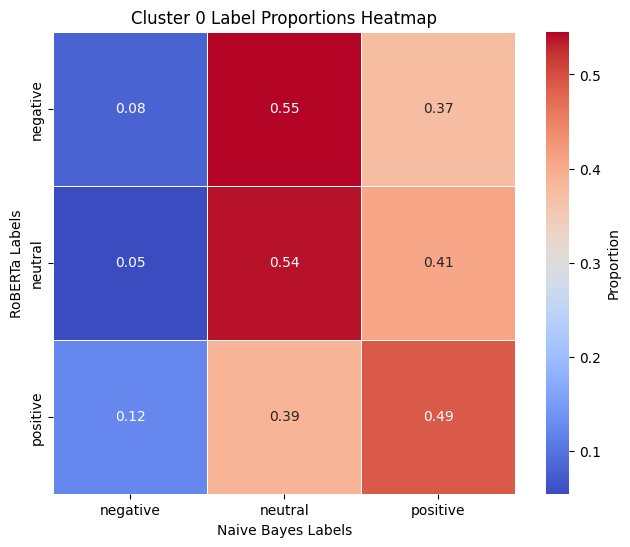 Cluster 0 Label Proportions Heatmap
RoBERTa Labels
negative
0.08 0.55 0.37
neutral
0.05 0.54 0.41
positive
0.12 0.39 0.49
negative neutral positive
Naive Bayes Labels
0.5
0.4
0.3
0.2
0.1
Proportion